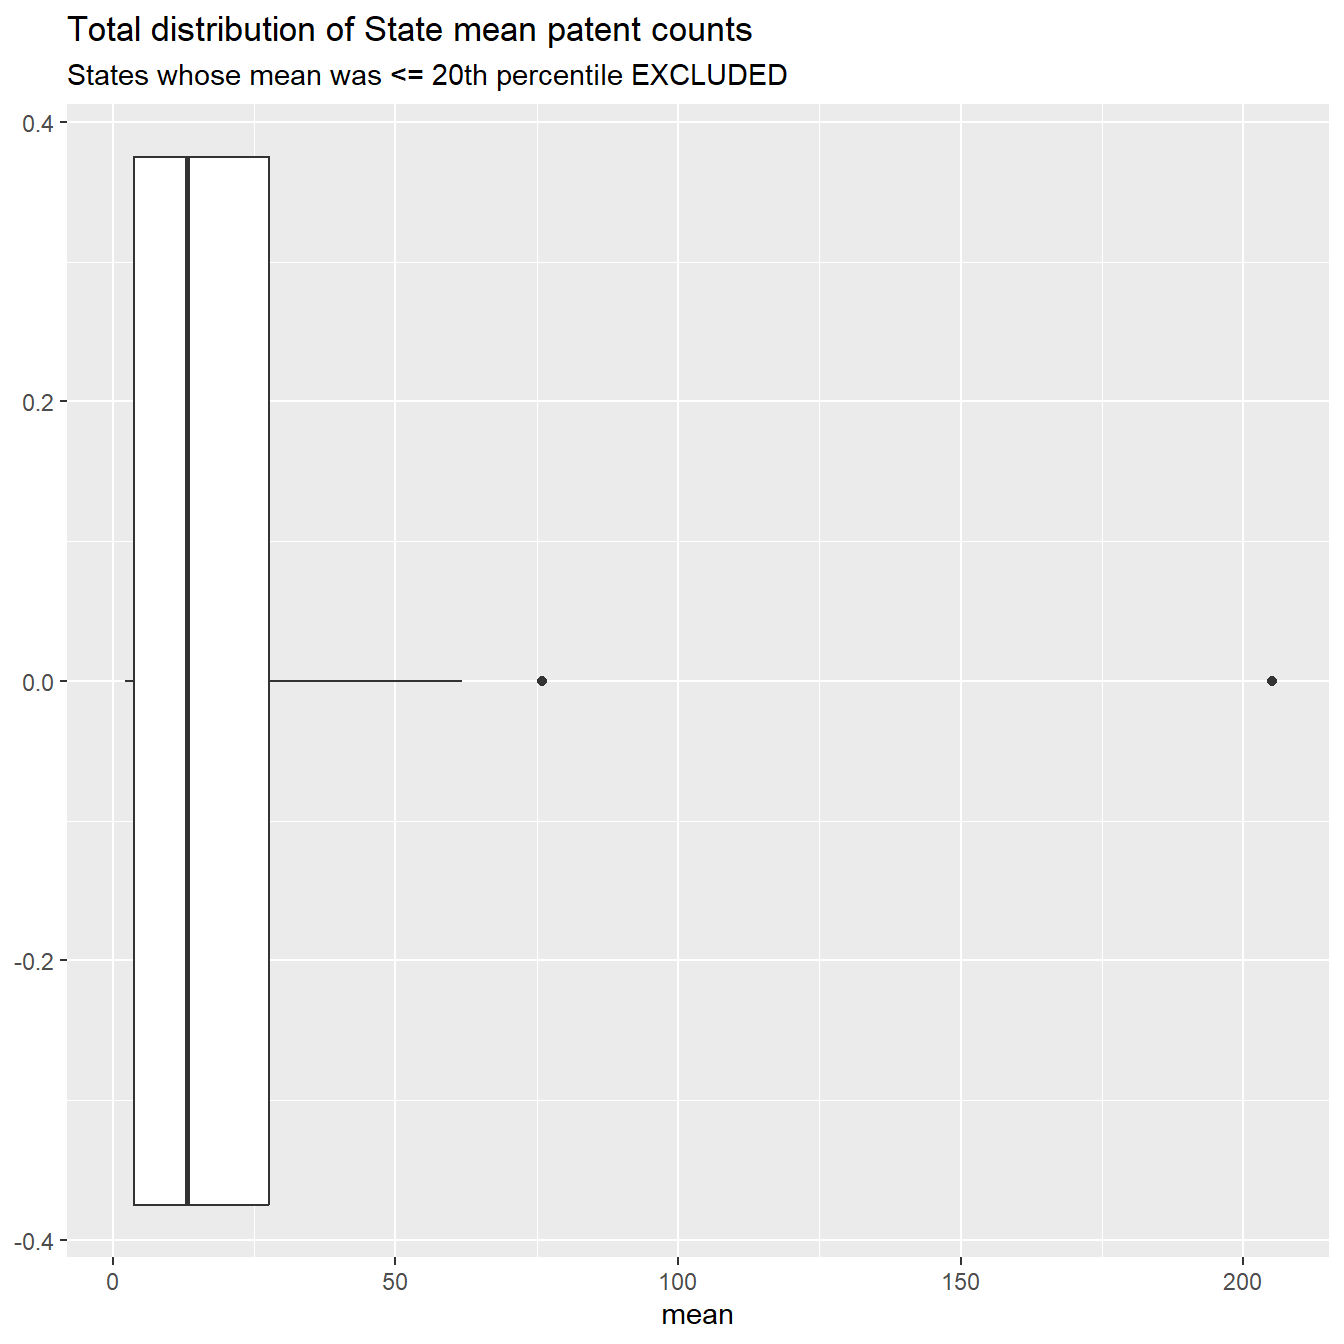 Total distribution of State mean patent counts
States whose mean was <= 20th percentile EXCLUDED
0.4
0.2
0.0
-0.2
-0.4
0 50 100 150 200
mean